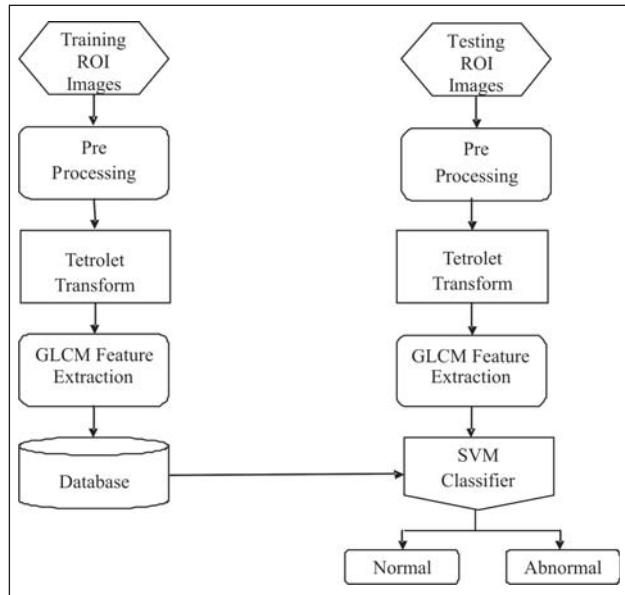 Training
ROI
Images
Pre
Processing
Tetrolet
Transform
GLCM Feature
Extraction
Database
Testing
ROI
Images
Pre
Processing
Tetrolet
Transform
GLCM Feature
Extraction
SVM
Classifier
Normal
Abnormal